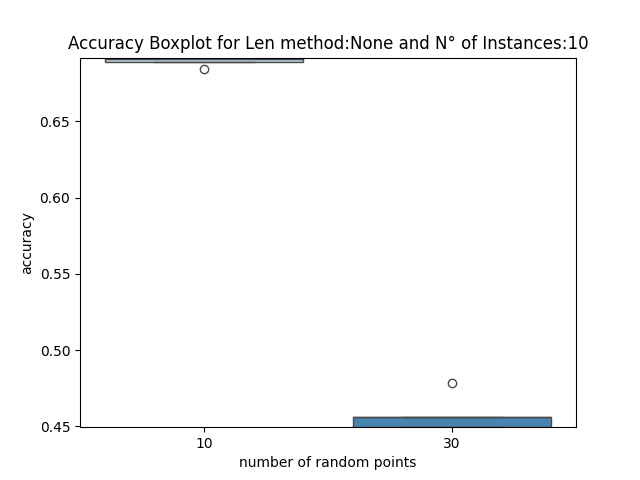 Accuracy Boxplot for Len method:None and N° of Instances:10
accuracy
0.65
0.60
0.55
0.50
0.45
10
30
number of random points